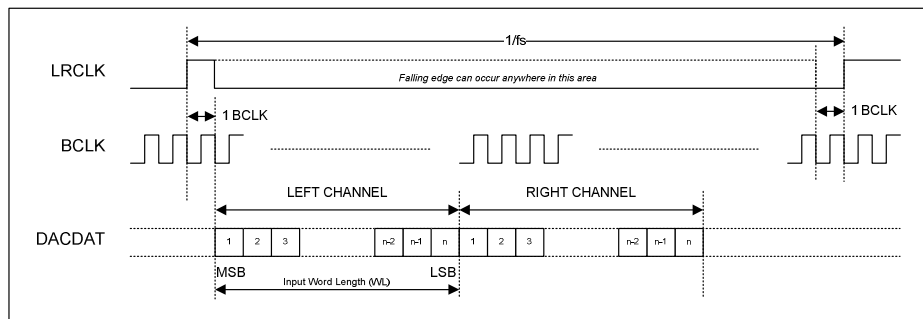 1/fs
LRCLK
Falling edge can occur anywhere in this area
1 BCLK
1 BCLK
BCLK
LEFT CHANNEL
RIGHT CHANNEL
DACDAT
1 2 3 n-2 n-1 n 1 2 3 n-2 n-1 n
MSB
LSB
Input Word Length (WL)